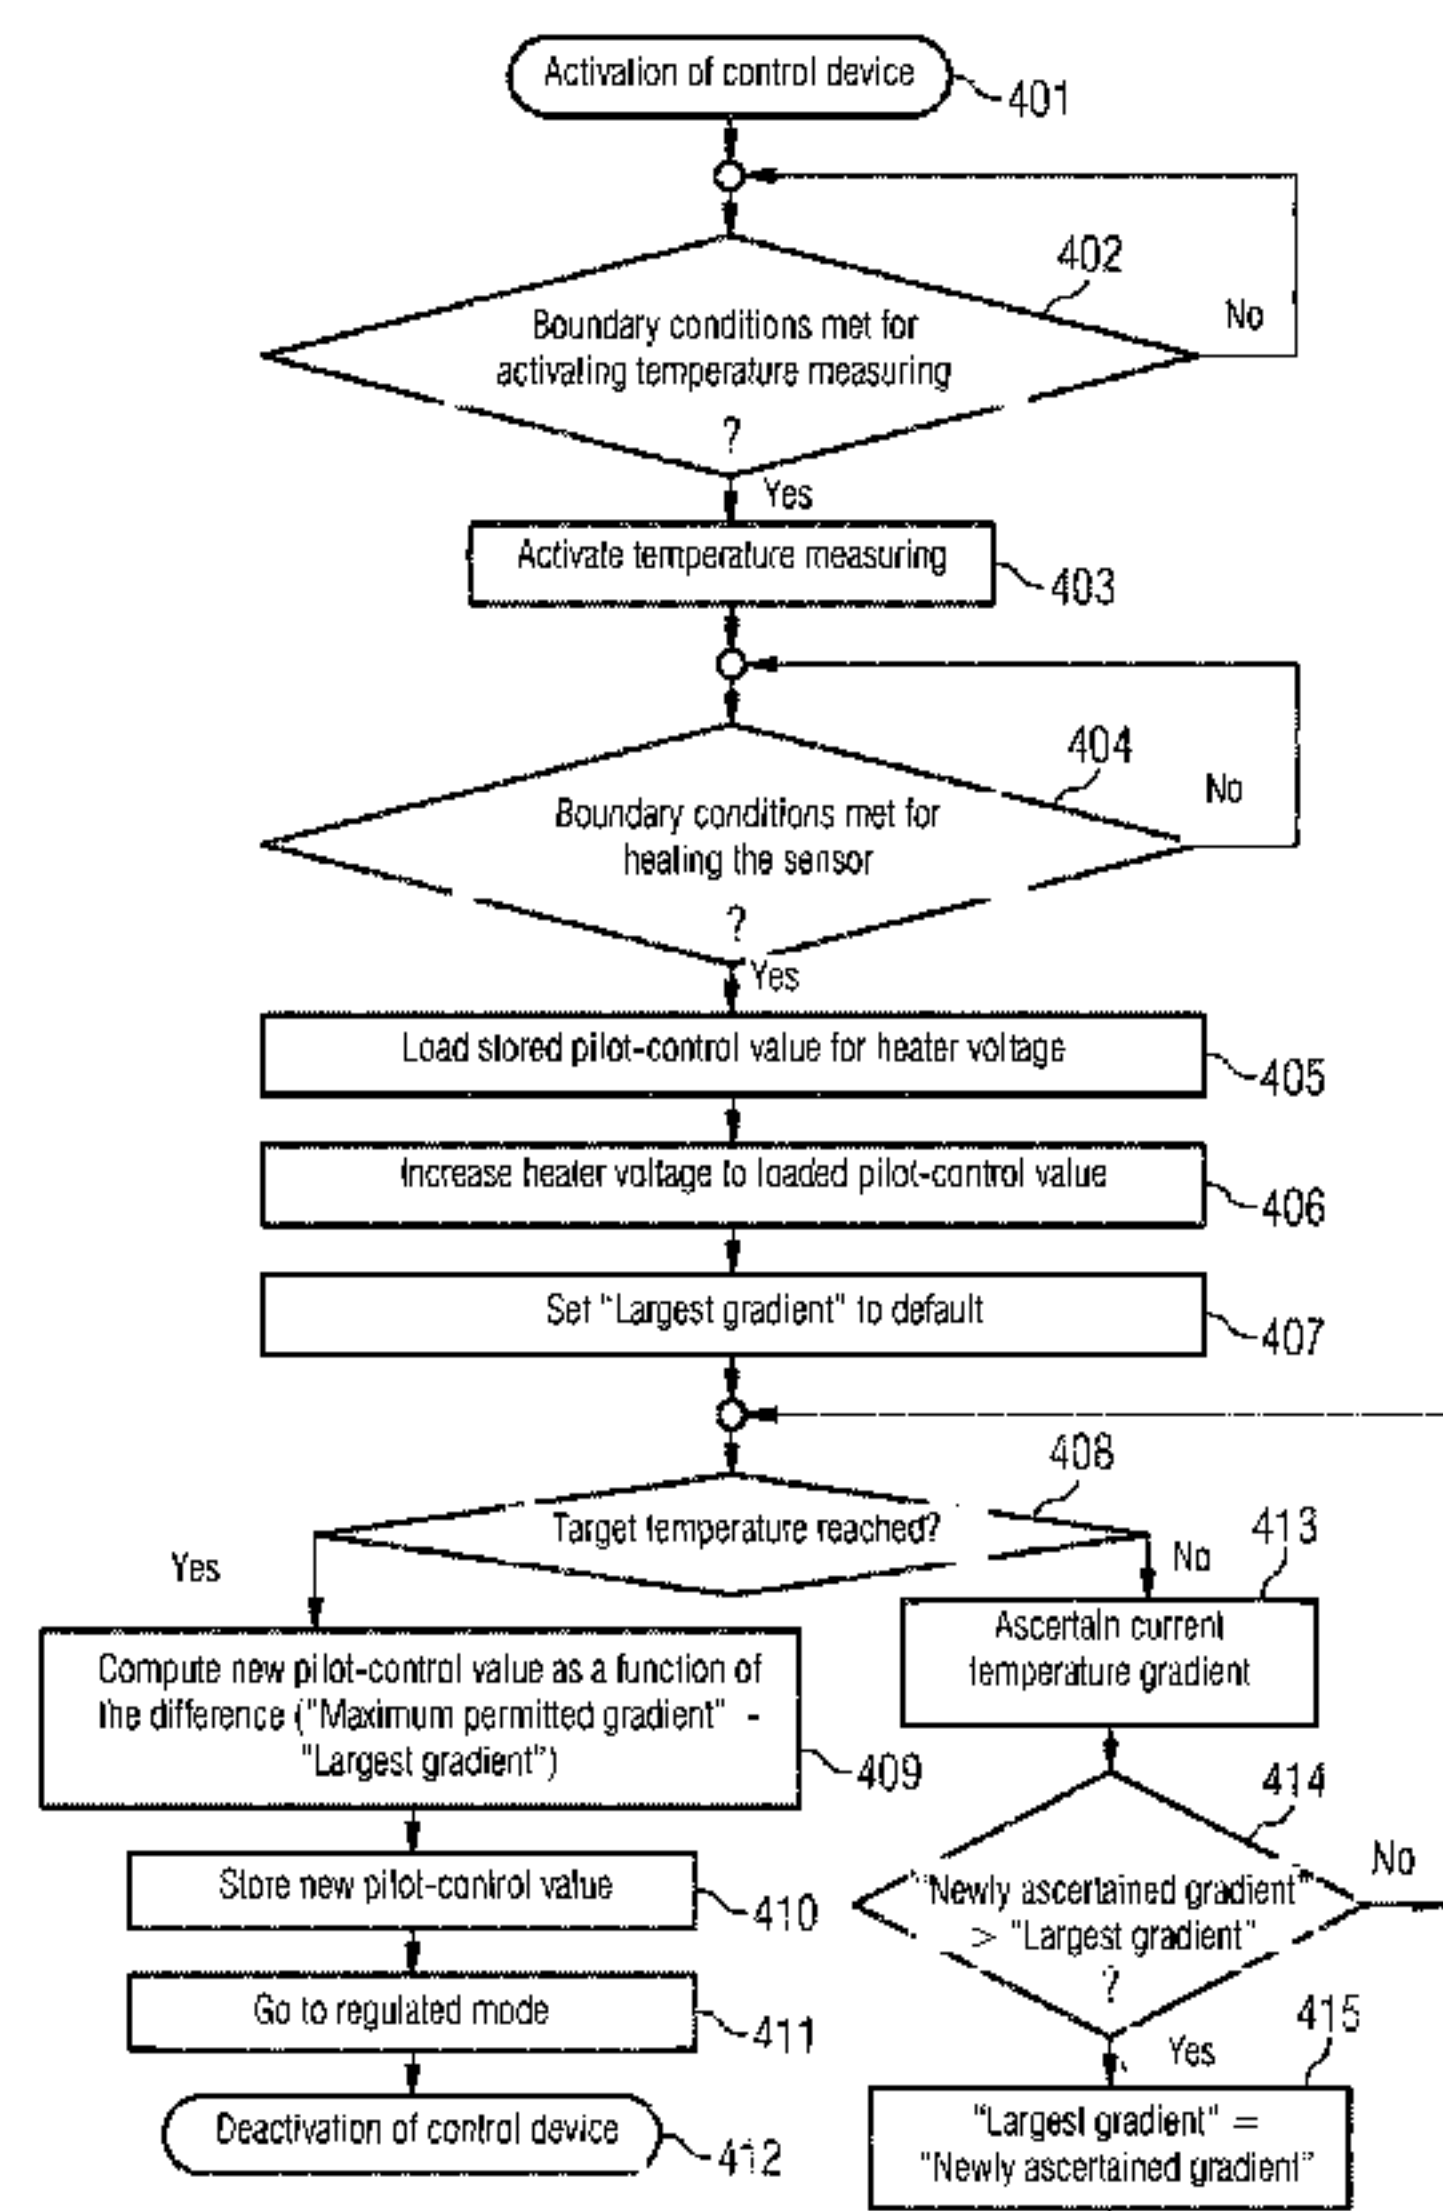 Activation of control device
401
402
No
Boundary conditions met for
activating temperature measuring
?
Yes
Activate temperature measuring
403
404
No
Boundary conditions met for
heating the sensor
?
Yes
Load stored pilot-control value for heater voltage
405
Increase heater voltage to loaded pilot-control value
406
Set "Largest gradient" to default
407
408
Target temperature reached?
Yes
No
413
Compute new pilot-control value as a function of
the difference ("Maximum permitted gradient" -
"Largest gradient")
409
Ascertain current
temperature gradient
414
No
"Newly ascertained gradient"
> "Largest gradient"
?
Store new pilot-control value
410
Go to regulated mode
411
Yes
415
Deactivation of control device
412
"Largest gradient" =
"Newly ascertained gradient"